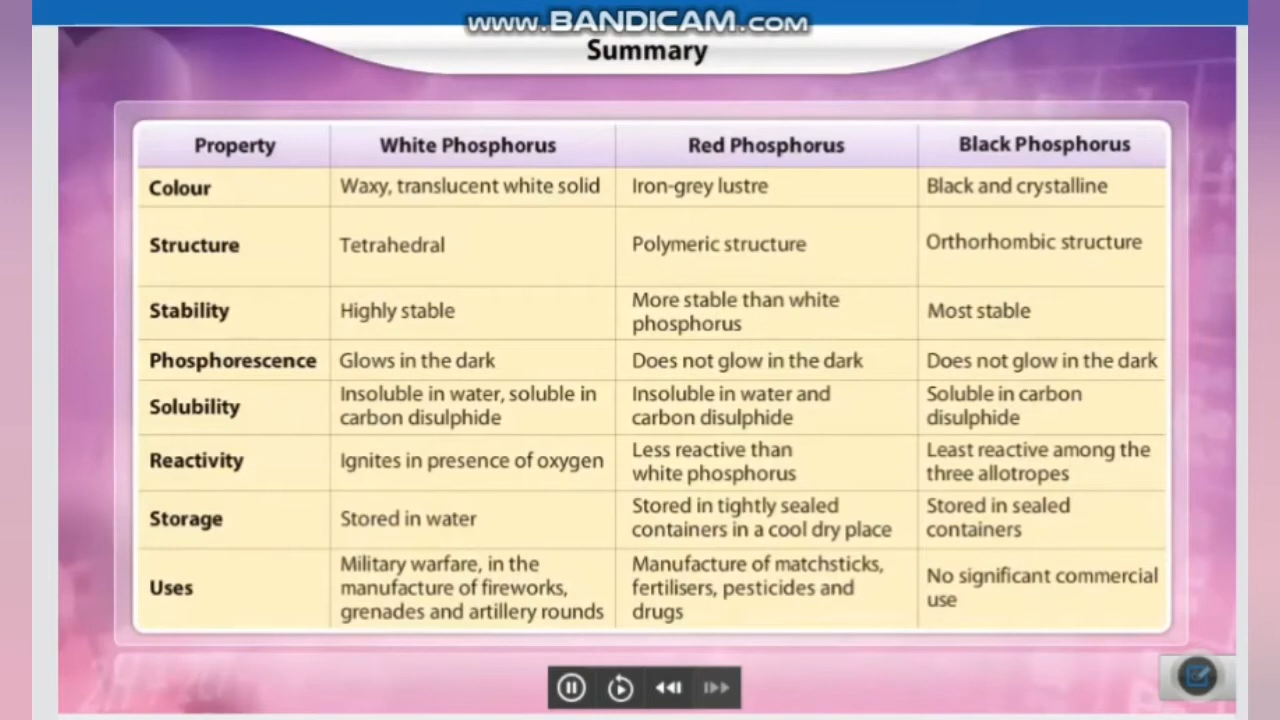 www.BANDICAM.com
Summary
Property White Phosphorus Red Phosphorus Black Phosphorus
Colour Waxy, translucent white solid Iron-grey lustre Black and crystalline
Structure Tetrahedral Polymeric structure Orthorhombic structure
Stability Highly stable More stable than white phosphorus Most stable
Phosphorescence Glows in the dark Does not glow in the dark Does not glow in the dark
Solubility Insoluble in water, soluble in carbon disulphide Insoluble in water and carbon disulphide Soluble in carbon disulphide
Reactivity Ignites in presence of oxygen Less reactive than white phosphorus Least reactive among the three allotropes
Storage Stored in water Stored in tightly sealed containers in a cool dry place Stored in sealed containers
Uses Military warfare, in the manufacture of fireworks, grenades and artillery rounds Manufacture of matchsticks, fertilisers, pesticides and drugs No significant commercial use